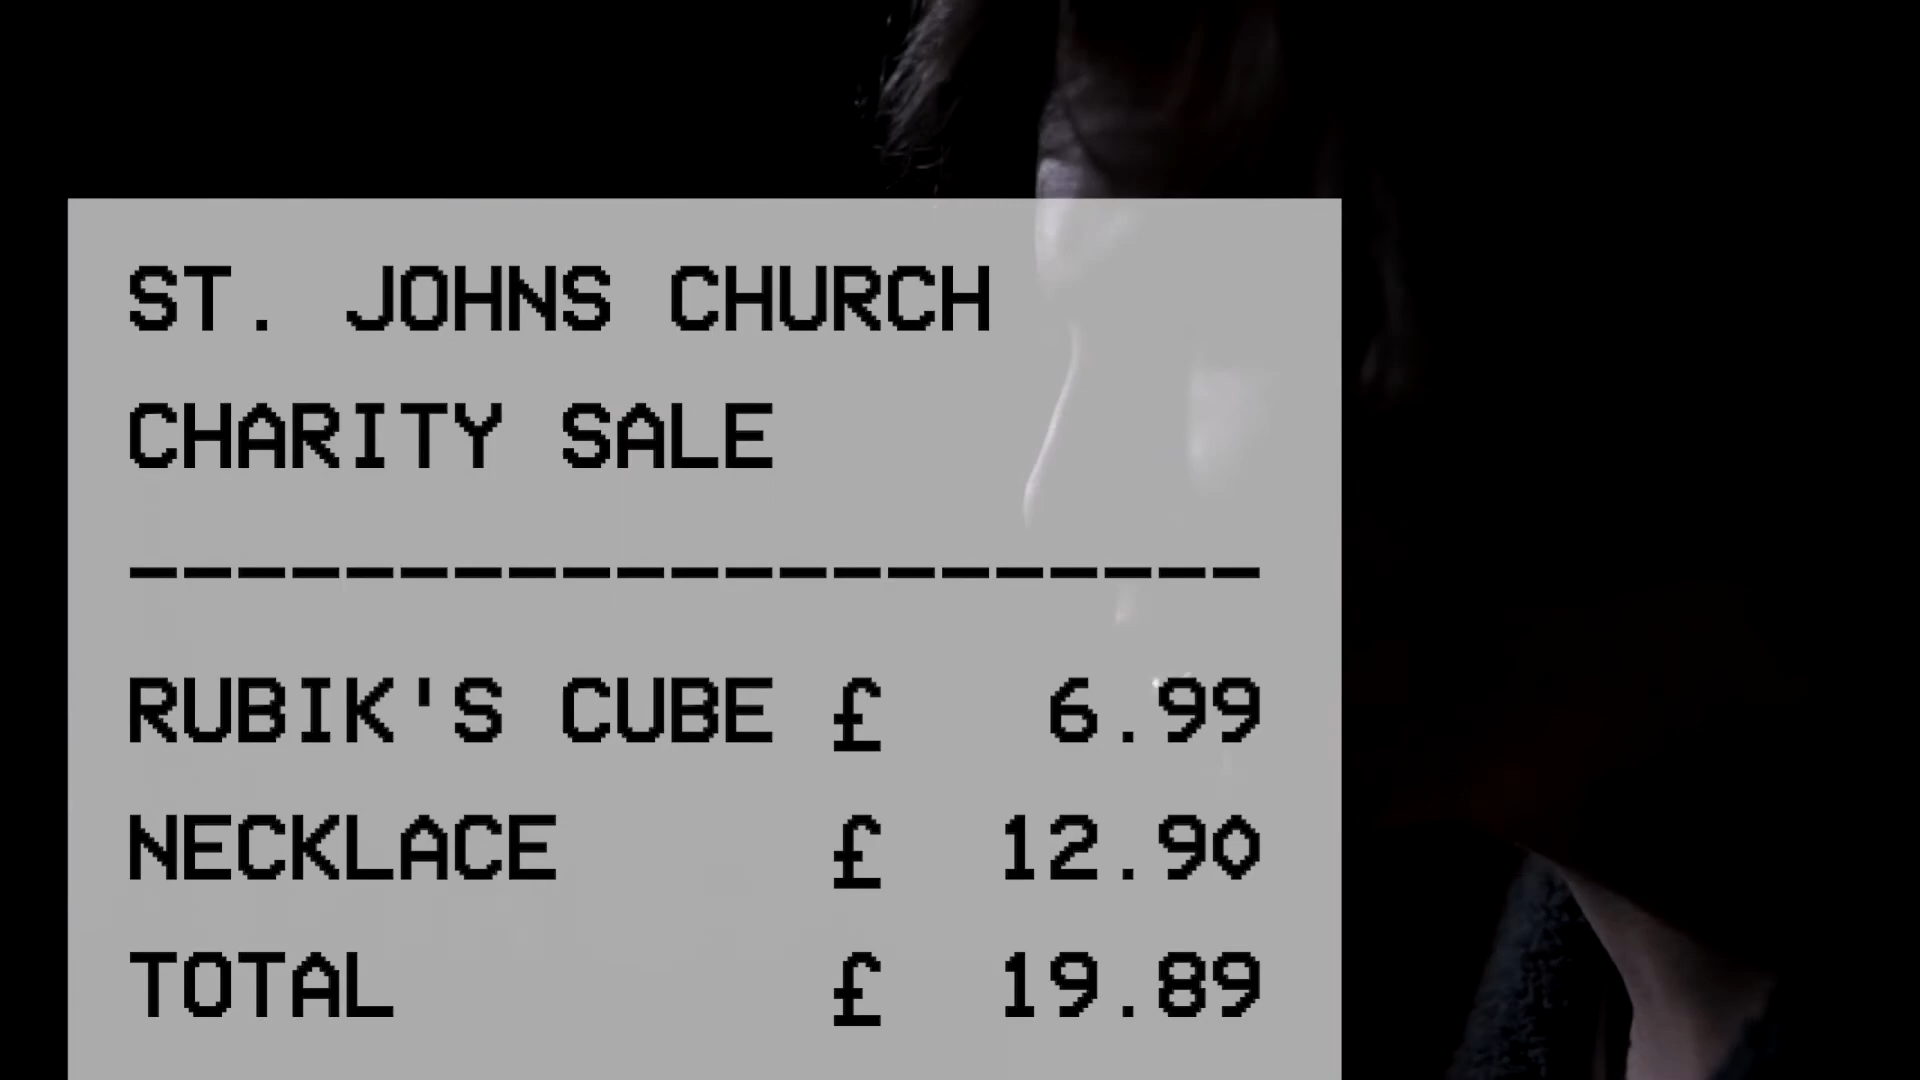 ST. JOHNS CHURCH
CHARITY SALE
---------------------
RUBIK'S CUBE £ 6.99
NECKLACE £ 12.90
TOTAL £ 19.89